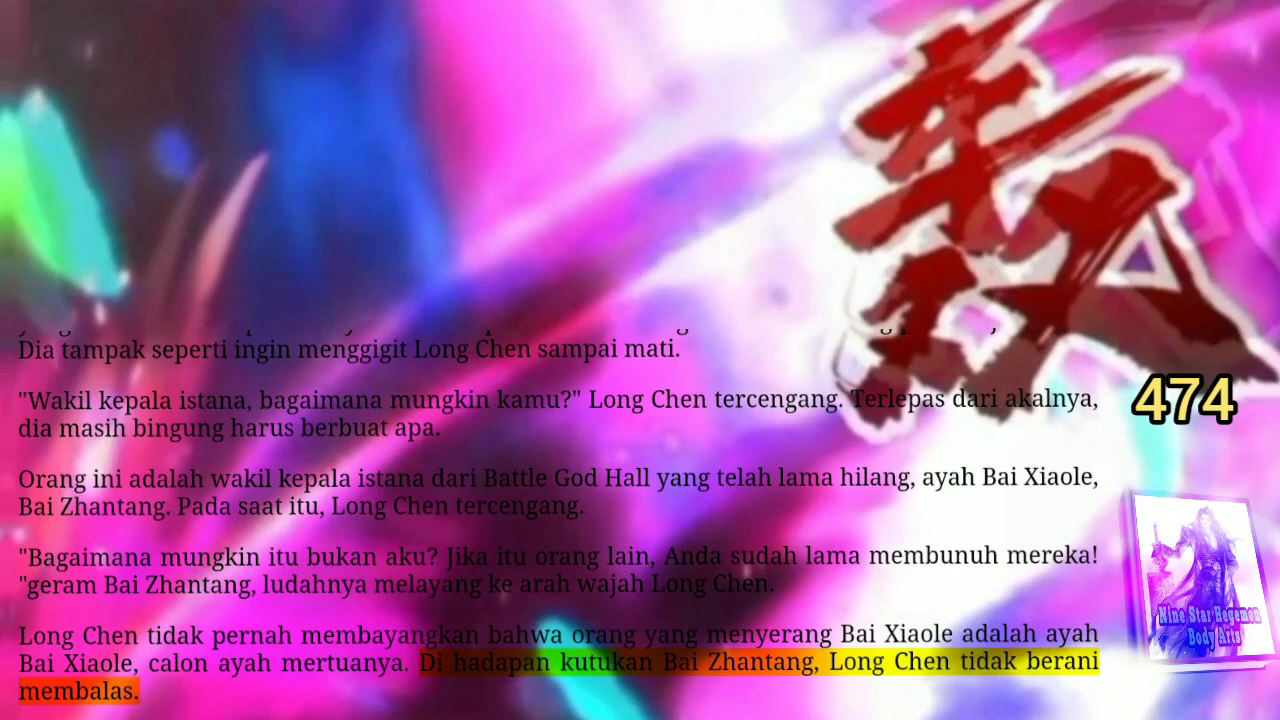 Dia tampak seperti ingin menggigit Long Chen sampai mati.
"Wakil kepala istana, bagaimana mungkin kamu?" Long Chen tercengang. Terlepas dari akalnya,
dia masih bingung harus berbuat apa.
Orang ini adalah wakil kepala istana dari Battle God Hall yang telah lama hilang, ayah Bai Xiaole,
Bai Zhantang. Pada saat itu, Long Chen tercengang.
"Bagaimana mungkin itu bukan aku? Jika itu orang lain, Anda sudah lama membunuh mereka!
"geram Bai Zhantang, ludahnya melayang ke arah wajah Long Chen.
Long Chen tidak pernah membayangkan bahwa orang yang menyerang Bai Xiaole adalah ayah
Bai Xiaole, calon ayah mertuanya. Di hadapan kutukan Bai Zhantang, Long Chen tidak berani
membalas.
474
Nine Star Hegemon
Body Arts